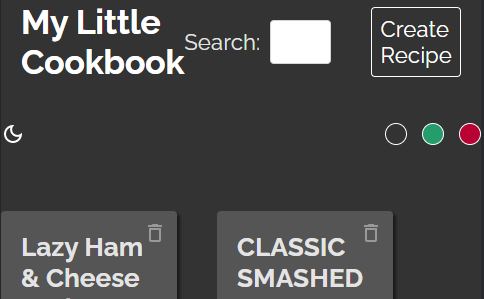 My Little
Cookbook
Search:
Create
Recipe
Lazy Ham
& Cheese
CLASSIC
SMASHED